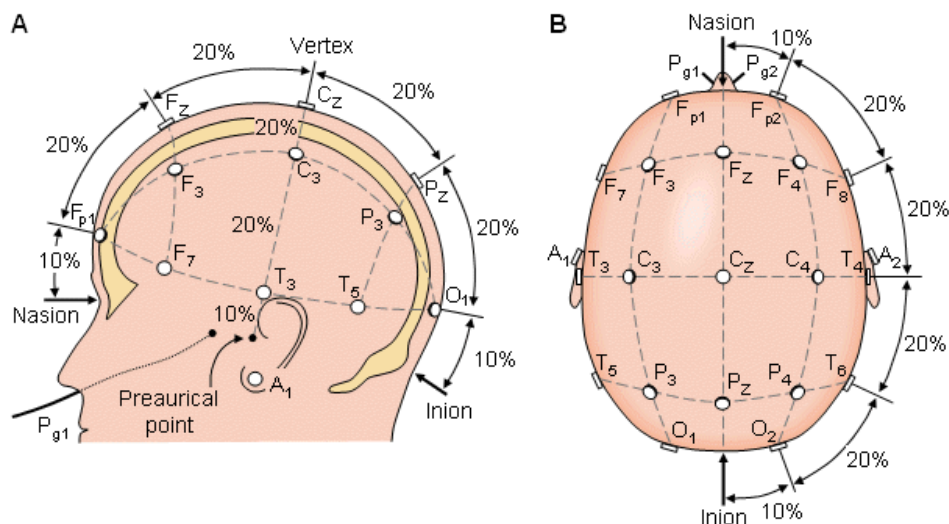 A
Vertex
20%
20%
20%
20%
20%
20%
20%
10%
10%
10%
Fz
Cz
F3
C3
Pz
P3
Fp1
F7
T3
T5
O1
A1
Nasion
Preaurical
point
Inion
Pg1
B
Nasion
10%
Pg1
Pg2
Fp1
Fp2
20%
F7
F3
Fz
F4
F8
20%
A1
T3
C3
Cz
C4
T4
A2
20%
T5
P3
Pz
P4
T6
O1
O2
20%
Inion
10%